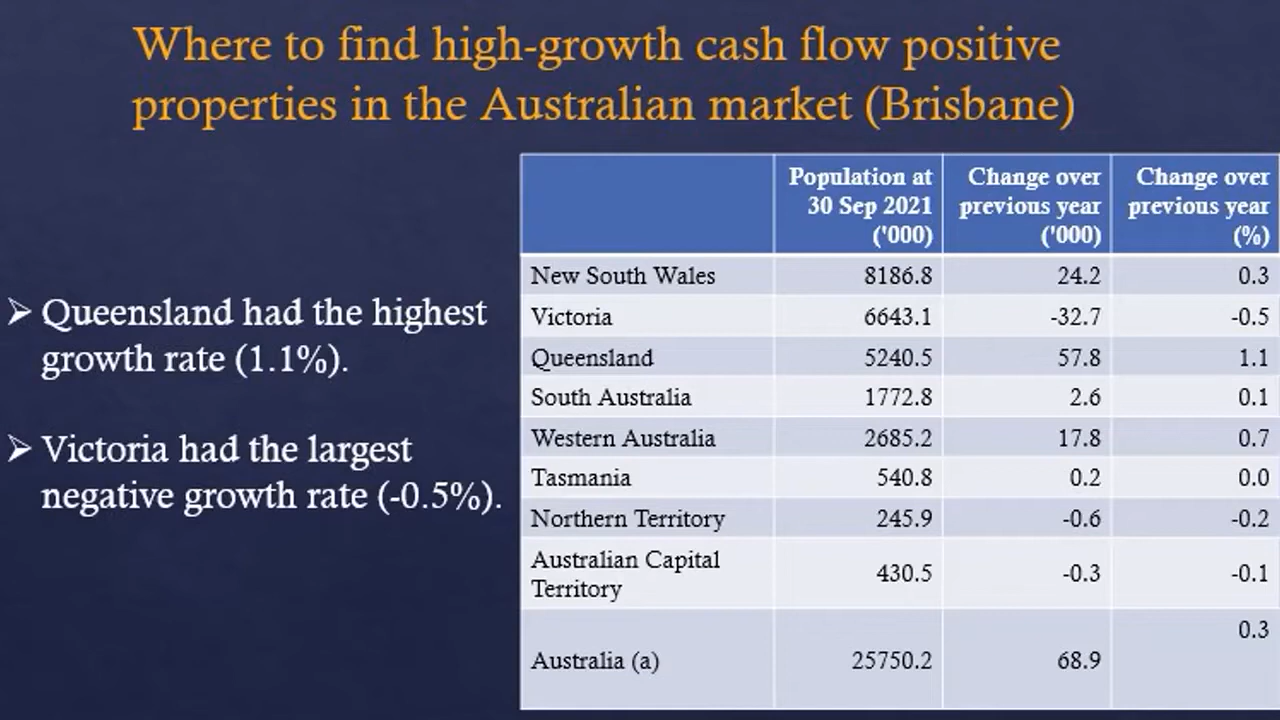 Where to find high-growth cash flow positive
properties in the Australian market (Brisbane)
➢ Queensland had the highest
growth rate (1.1%).
➢ Victoria had the largest
negative growth rate (-0.5%).
Population at 30 Sep 2021 ('000) Change over previous year ('000) Change over previous year (%)
New South Wales 8186.8 24.2 0.3
Victoria 6643.1 -32.7 -0.5
Queensland 5240.5 57.8 1.1
South Australia 1772.8 2.6 0.1
Western Australia 2685.2 17.8 0.7
Tasmania 540.8 0.2 0.0
Northern Territory 245.9 -0.6 -0.2
Australian Capital Territory 430.5 -0.3 -0.1
Australia (a) 25750.2 68.9 0.3